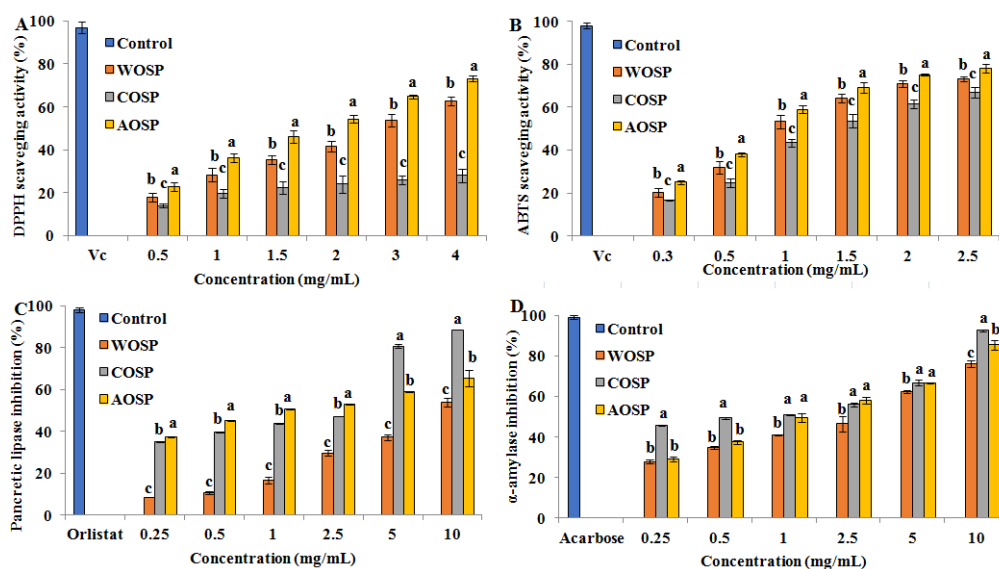 A
DPPH scaveging activity (%)
100
80
60
40
20
0
Control
WOSP
COSP
AOSP
b c a
b c a
b c a
b c a
b c a
b c a
Vc 0.5 1 1.5 2 3 4
Concentration (mg/mL)
B
ABTS scaveging activity (%)
100
80
60
40
20
0
Control
WOSP
COSP
AOSP
b c a
b c a
b c a
b c a
b c a
b c a
Vc 0.3 0.5 1 1.5 2 2.5
Concentration (mg/mL)
C
Pancretic lipase inhibition (%)
100
80
60
40
20
0
Control
WOSP
COSP
AOSP
c b a
c b a
c b a
c b a
c a b
c a b
Orlistat 0.25 0.5 1 2.5 5 10
Concentration (mg/mL)
D
α-amylase inhibition (%)
100
80
60
40
20
0
Control
WOSP
COSP
AOSP
b a b
b a b
b a a
b a a
b a a
c a b
Acarbose 0.25 0.5 1 2.5 5 10
Concentration (mg/mL)